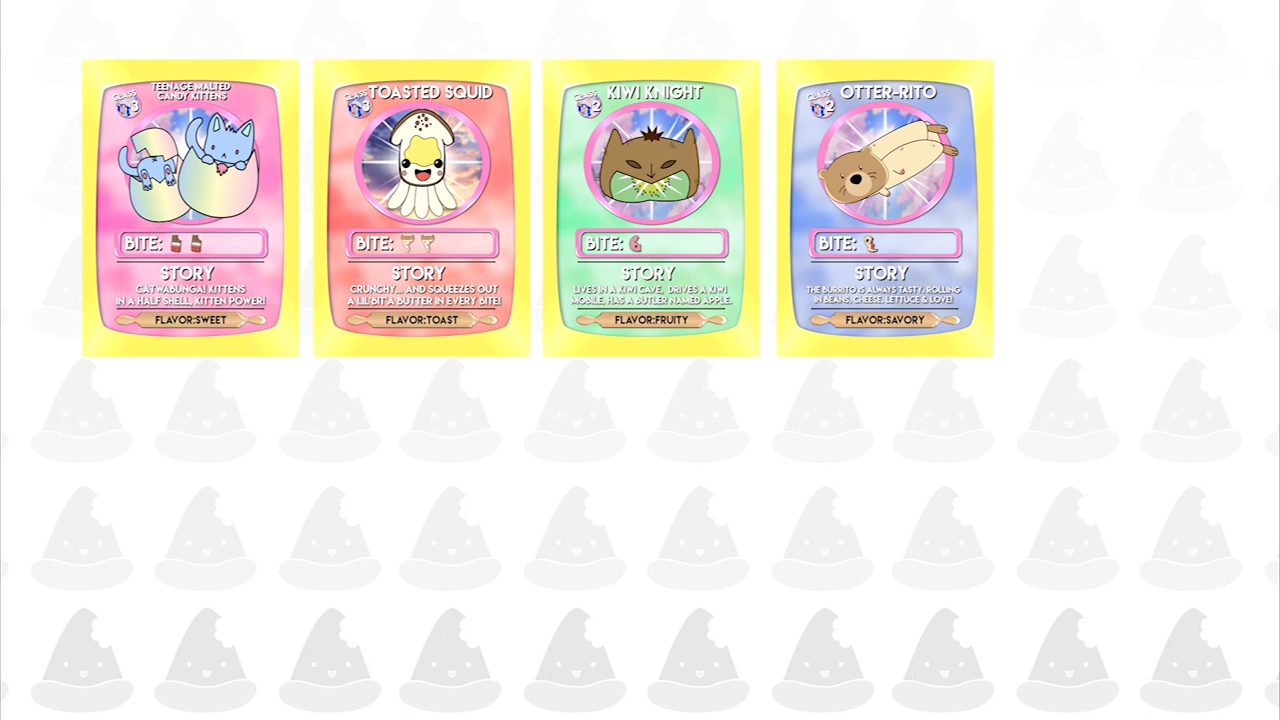 TEENAGE MALTED
CANDY KITTENS
CLASS
3
BITE:
STORY
CATWABUNGA! KITTENS
IN A HALF SHELL, KITTEN POWER!
FLAVOR:SWEET
TOASTED SQUID
CLASS
3
BITE:
STORY
CRUNCHY... AND SQUEEZES OUT
A LIL'BIT A BUTTER IN EVERY BITE!
FLAVOR:TOAST
KIWI KNIGHT
CLASS
2
BITE:
STORY
LIVES IN A KIWI CAVE, DRIVES A KIWI
MOBILE, HAS A BUTLER NAMED APPLE.
FLAVOR:FRUITY
OTTER-RITO
CLASS
2
BITE:
STORY
THE BURRITO IS ALWAYS TASTY. ROLLING
IN BEANS, CHEESE, LETTUCE & LOVE!
FLAVOR:SAVORY